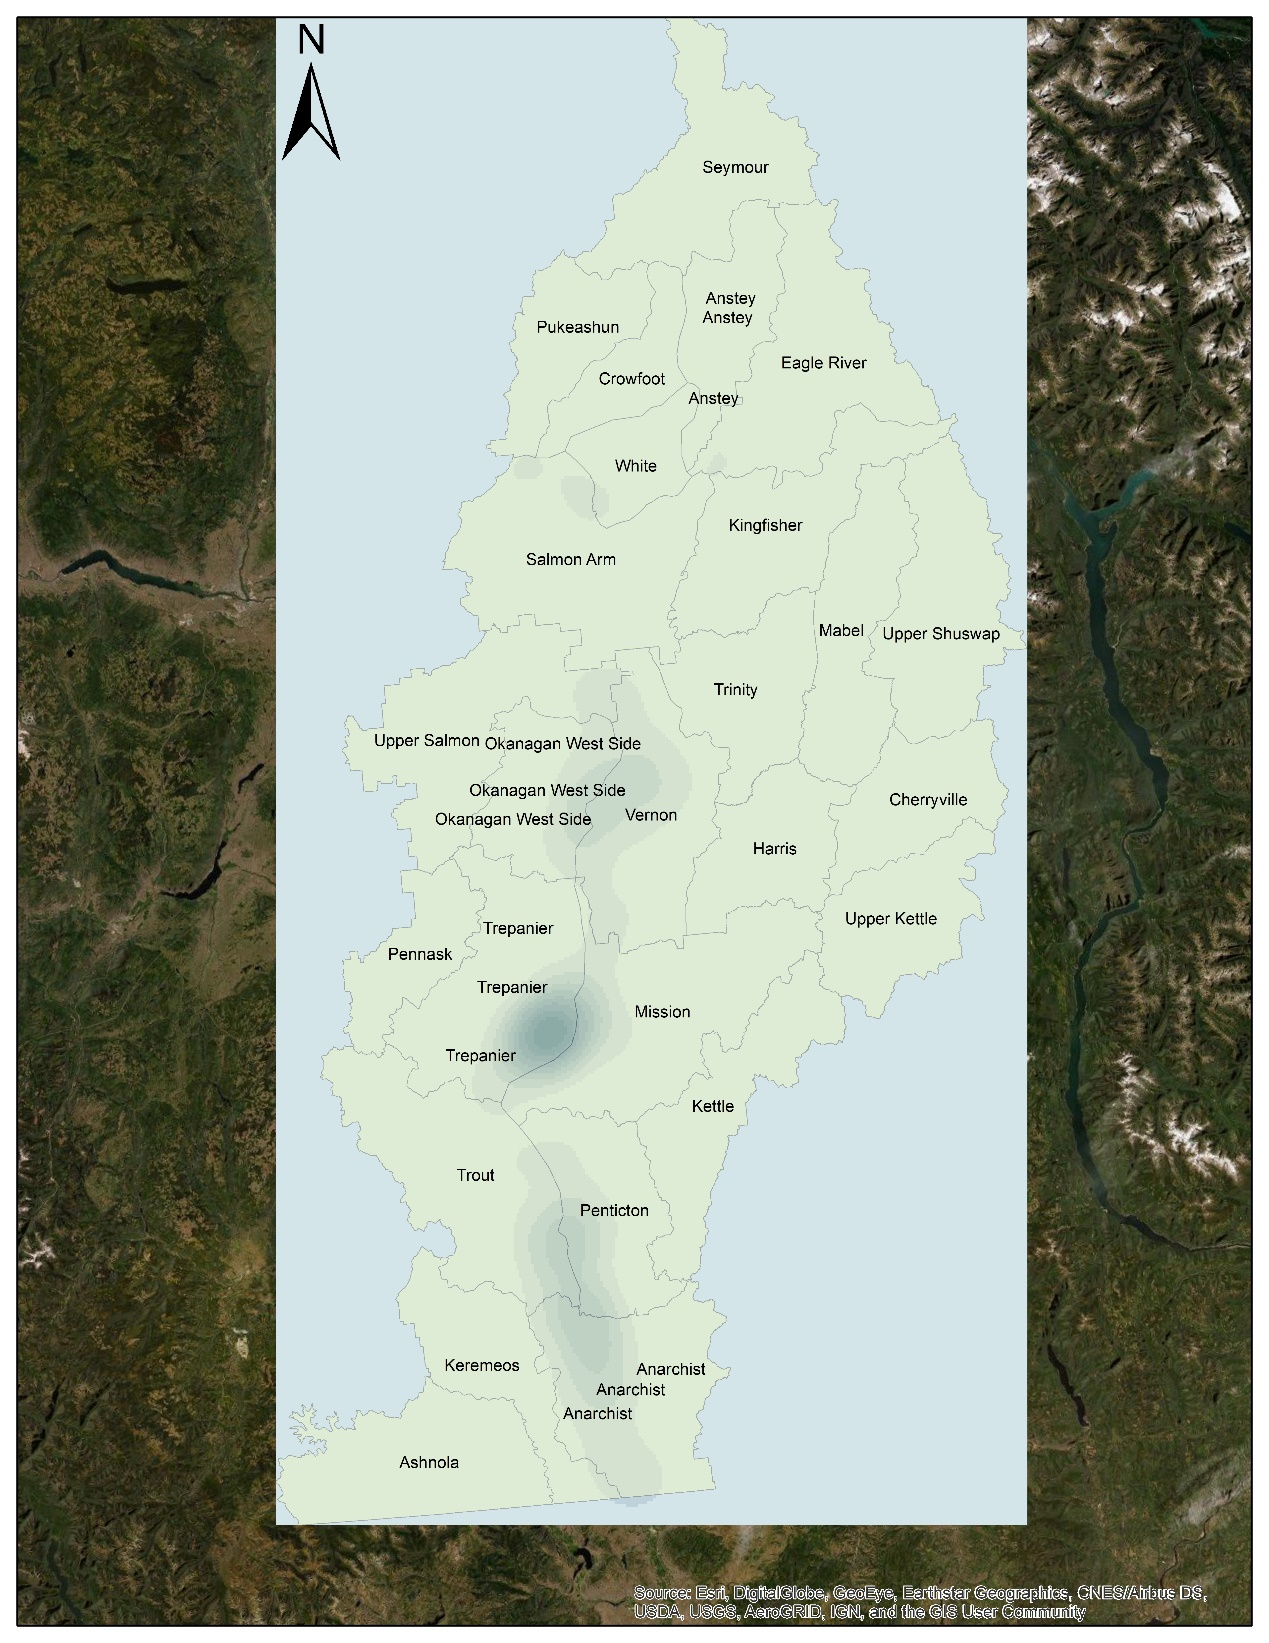 N
Seymour
Anstey
Anstey
Pukeashun
Eagle River
Crowfoot
Anstey
White
Kingfisher
Salmon Arm
Mabel
Upper Shuswap
Trinity
Upper Salmon
Okanagan West Side
Okanagan West Side
Cherryville
Okanagan West Side
Vernon
Harris
Upper Kettle
Trepanier
Pennask
Trepanier
Mission
Trepanier
Kettle
Trout
Penticton
Keremeos
Anarchist
Anarchist
Anarchist
Ashnola
Source: Esri, DigitalGlobe, GeoEye, Earthstar Geographics, CNES/Airbus DS,
USDA, USGS, AeroGRID, IGN, and the GIS User Community